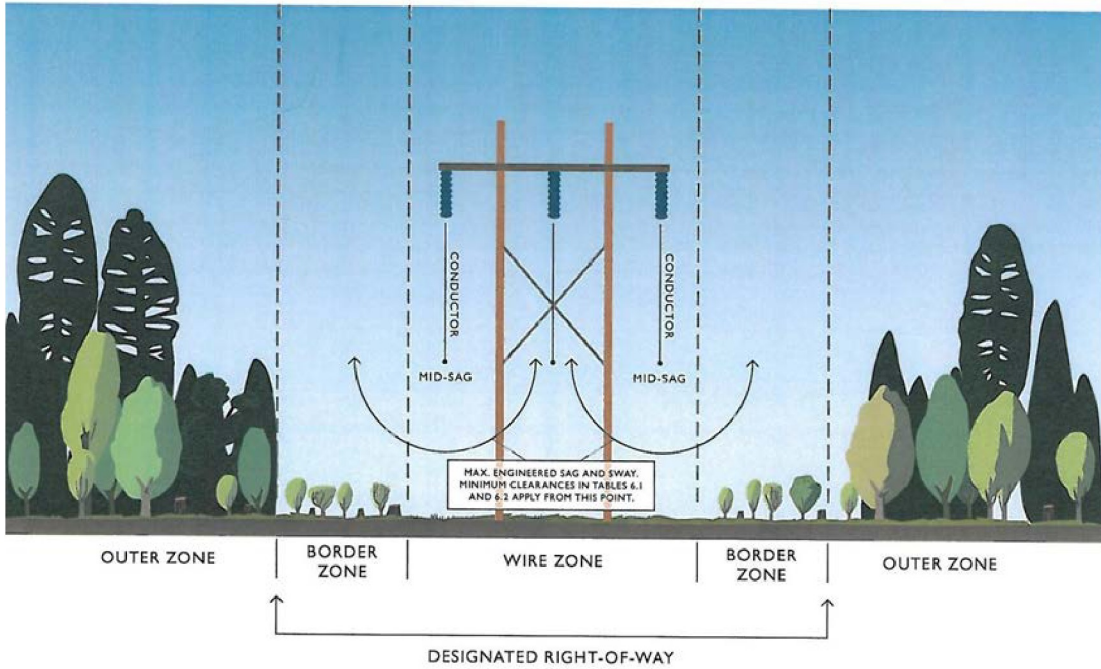 CONDUCTOR
CONDUCTOR
MID-SAG
MID-SAG
MAX. ENGINEERED SAG AND SWAY.
MINIMUM CLEARANCES IN TABLES 6.1
AND 6.2 APPLY FROM THIS POINT.
OUTER ZONE
BORDER
ZONE
WIRE ZONE
BORDER
ZONE
OUTER ZONE
DESIGNATED RIGHT-OF-WAY